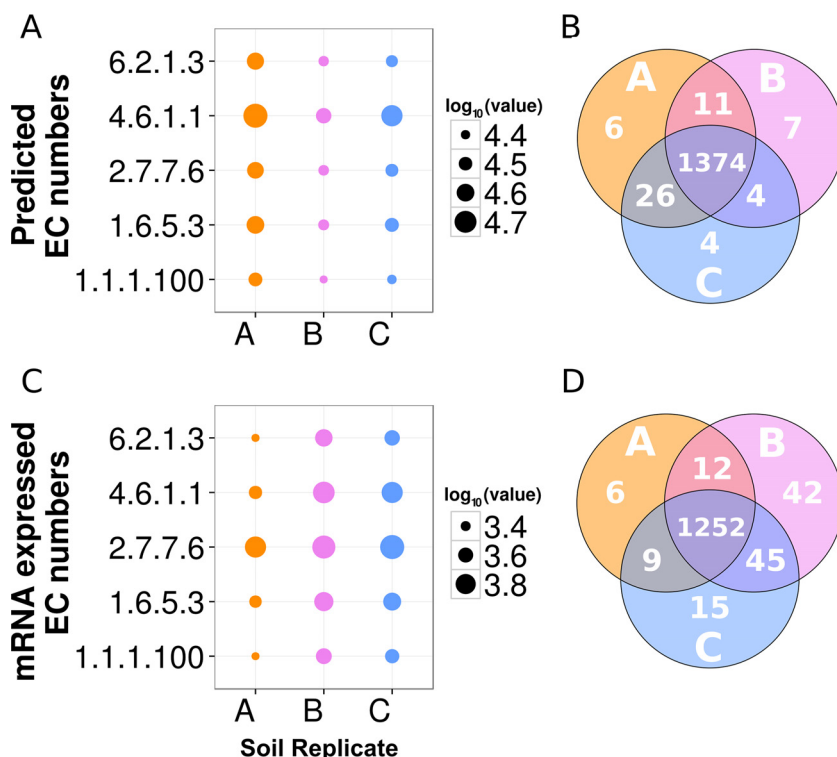 A
Predicted
EC numbers
6.2.1.3
4.6.1.1
2.7.7.6
1.6.5.3
1.1.1.100
A B C
log10(value)
4.4
4.5
4.6
4.7
B
A
B
6
11
7
1374
26
4
4
C
C
mRNA expressed
EC numbers
6.2.1.3
4.6.1.1
2.7.7.6
1.6.5.3
1.1.1.100
A B C
Soil Replicate
log10(value)
3.4
3.6
3.8
D
A
B
6
12
42
1252
9
45
15
C